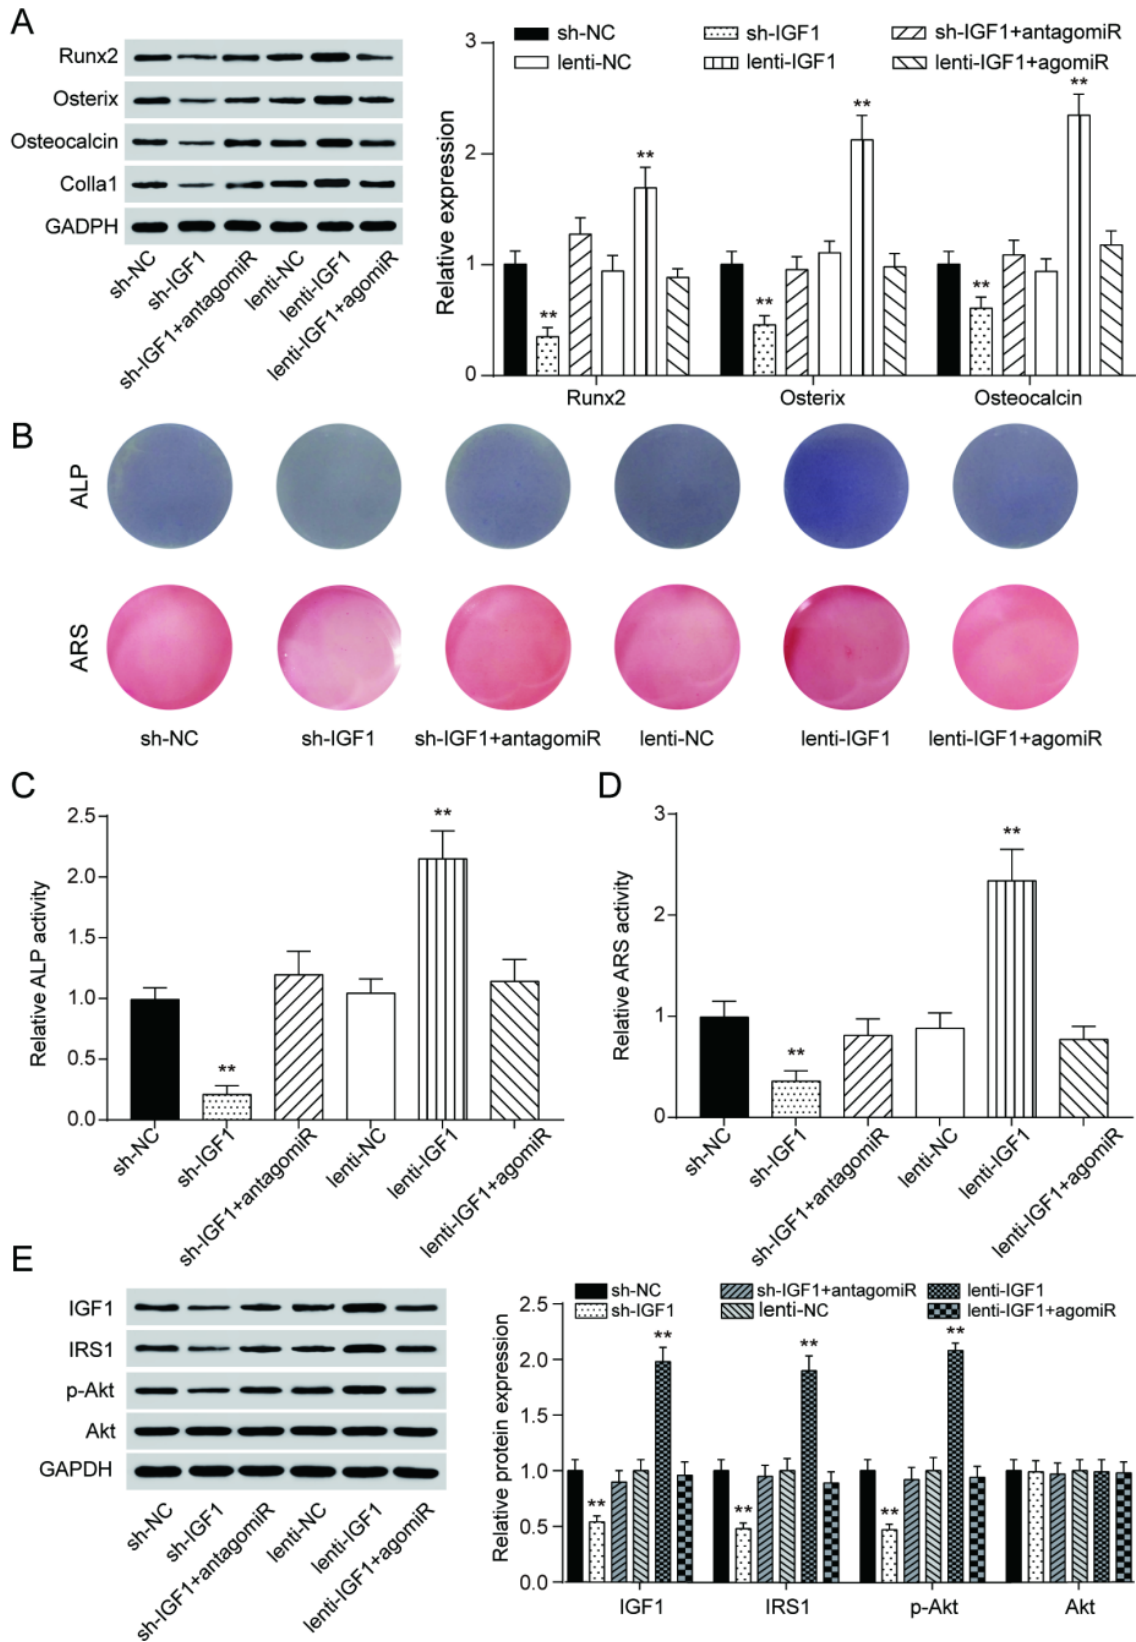 A
Runx2
Osterix
Osteocalcin
Colla1
GADPH
sh-NC
sh-IGF1
sh-IGF1+antagomiR
lenti-NC
lenti-IGF1
lenti-IGF1+agomiR
sh-NC sh-IGF1 sh-IGF1+antagomiR
lenti-NC lenti-IGF1 lenti-IGF1+agomiR
Relative expression
3
2
1
0
** ** ** ** ** **
Runx2 Osterix Osteocalcin
B
ALP
ARS
sh-NC sh-IGF1 sh-IGF1+antagomiR lenti-NC lenti-IGF1 lenti-IGF1+agomiR
C
Relative ALP activity
2.5
2.0
1.5
1.0
0.5
0.0
** **
sh-NC
sh-IGF1
sh-IGF1+antagomiR
lenti-NC
lenti-IGF1
lenti-IGF1+agomiR
D
Relative ARS activity
3
2
1
0
** **
sh-NC
sh-IGF1
sh-IGF1+antagomiR
lenti-NC
lenti-IGF1
lenti-IGF1+agomiR
E
IGF1
IRS1
p-Akt
Akt
GAPDH
sh-NC
sh-IGF1
sh-IGF1+antagomiR
lenti-NC
lenti-IGF1
lenti-IGF1+agomiR
sh-NC sh-IGF1+antagomiR lenti-IGF1
sh-IGF1 lenti-NC lenti-IGF1+agomiR
Relative protein expression
2.5
2.0
1.5
1.0
0.5
0.0
** ** ** ** ** **
IGF1 IRS1 p-Akt Akt